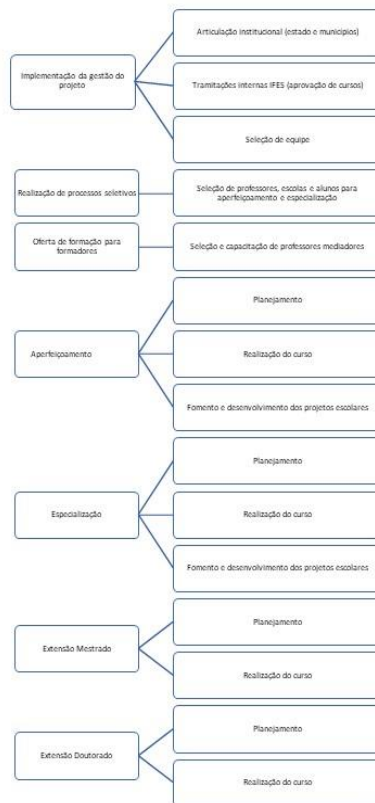 Articulação institucional (estado e municípios)
Implementação da gestão do
projeto
Tramitações internas IFES (aprovação de cursos)
Seleção de equipe
Realização de processos seletivos
Seleção de professores, escolas e alunos para
aperfeiçoamento e especialização
Oferta de formação para
formadores
Seleção e capacitação de professores mediadores
Aperfeiçoamento
Planejamento
Realização do curso
Fomento e desenvolvimento dos projetos escolares
Especialização
Planejamento
Realização do curso
Fomento e desenvolvimento dos projetos escolares
Extensão Mestrado
Planejamento
Realização do curso
Extensão Doutorado
Planejamento
Realização do curso